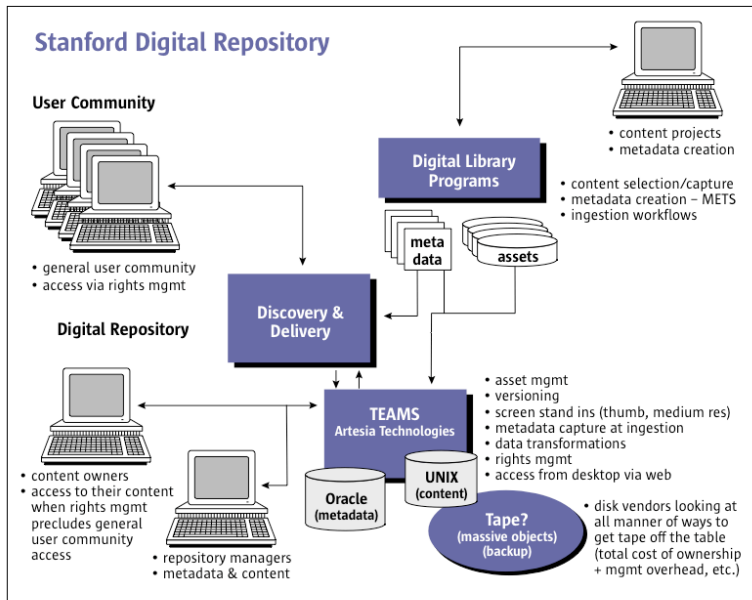 Stanford Digital Repository
User Community
• general user community
• access via rights mgmt
• content projects
• metadata creation
Digital Library
Programs
• content selection/capture
• metadata creation – METS
• ingestion workflows
meta
data
assets
Discovery &
Delivery
Digital Repository
• content owners
• access to their content
when rights mgmt
precludes general
user community
access
• repository managers
• metadata & content
TEAMS
Artesia Technologies
Oracle
(metadata)
UNIX
(content)
• asset mgmt
• versioning
• screen stand ins (thumb, medium res)
• metadata capture at ingestion
• data transformations
• rights mgmt
• access from desktop via web
Tape?
(massive objects)
(backup)
• disk vendors looking at
all manner of ways to
get tape off the table
(total cost of ownership
+ mgmt overhead, etc.)